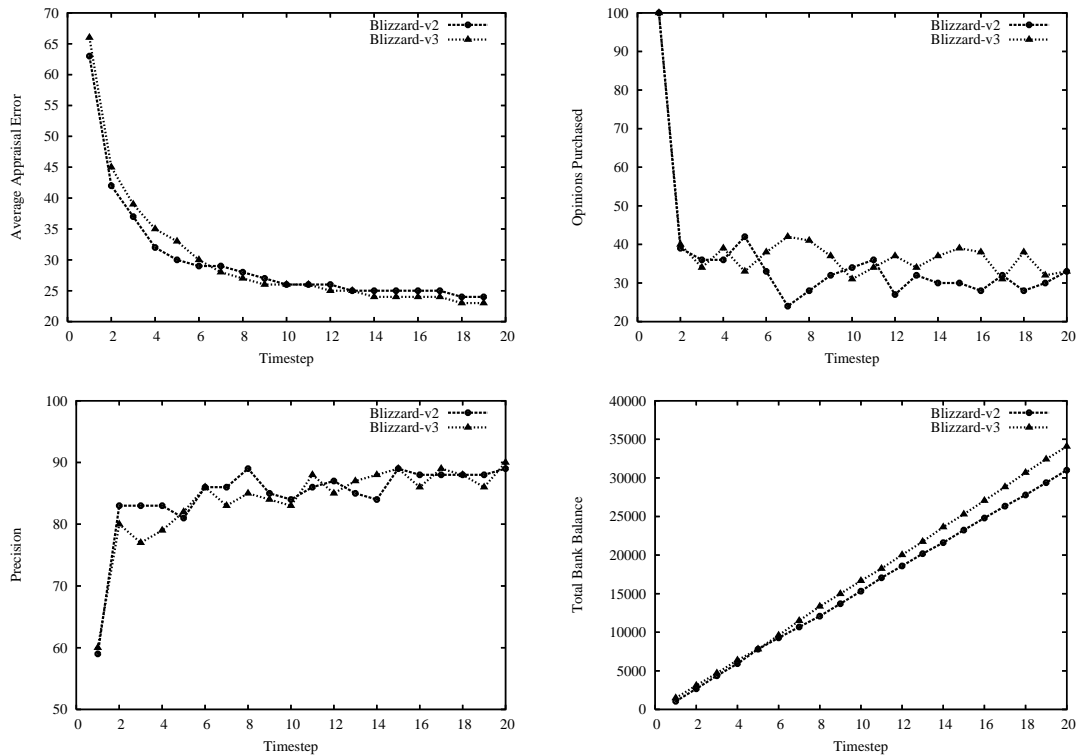 70
65
60
55
50
45
40
35
30
25
20
0 2 4 6 8 10 12 14 16 18 20
Average Appraisal Error
Timestep
Blizzard-v2
Blizzard-v3
100
90
80
70
60
50
40
30
20
0 2 4 6 8 10 12 14 16 18 20
Opinions Purchased
Timestep
Blizzard-v2
Blizzard-v3
100
90
80
70
60
50
0 2 4 6 8 10 12 14 16 18 20
Precision
Timestep
Blizzard-v2
Blizzard-v3
40000
35000
30000
25000
20000
15000
10000
5000
0
0 2 4 6 8 10 12 14 16 18 20
Total Bank Balance
Timestep
Blizzard-v2
Blizzard-v3